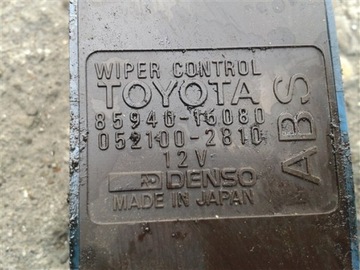 WIPER CONTROL
TOYOTA
85940-16080
052100-2810
12V
DENSO
MADE IN JAPAN
ABS